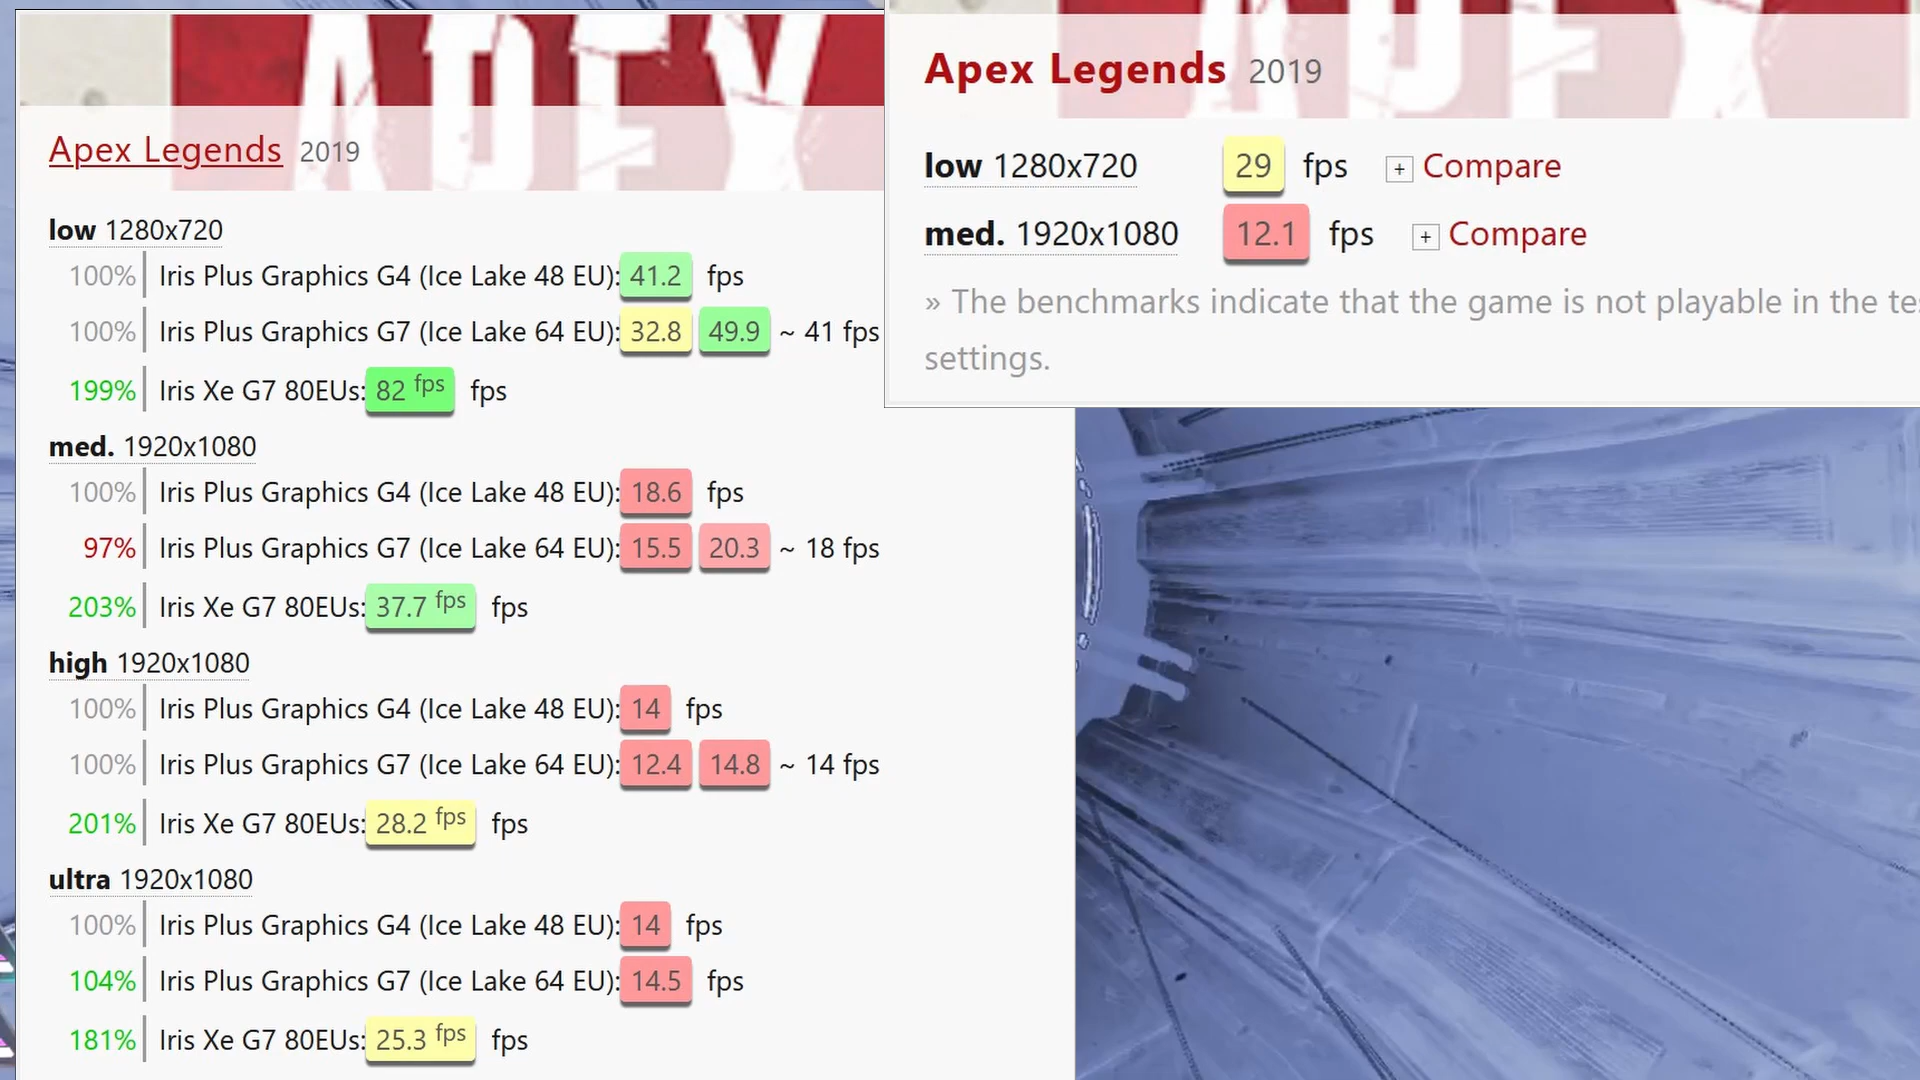 APEX
Apex Legends 2019
low 1280x720
100% Iris Plus Graphics G4 (Ice Lake 48 EU): 41.2 fps
100% Iris Plus Graphics G7 (Ice Lake 64 EU): 32.8 49.9 ~ 41 fps
199% Iris Xe G7 80EUs: 82 fps fps
med. 1920x1080
100% Iris Plus Graphics G4 (Ice Lake 48 EU): 18.6 fps
97% Iris Plus Graphics G7 (Ice Lake 64 EU): 15.5 20.3 ~ 18 fps
203% Iris Xe G7 80EUs: 37.7 fps fps
high 1920x1080
100% Iris Plus Graphics G4 (Ice Lake 48 EU): 14 fps
100% Iris Plus Graphics G7 (Ice Lake 64 EU): 12.4 14.8 ~ 14 fps
201% Iris Xe G7 80EUs: 28.2 fps fps
ultra 1920x1080
100% Iris Plus Graphics G4 (Ice Lake 48 EU): 14 fps
104% Iris Plus Graphics G7 (Ice Lake 64 EU): 14.5 fps
181% Iris Xe G7 80EUs: 25.3 fps fps
Apex Legends 2019
low 1280x720 29 fps + Compare
med. 1920x1080 12.1 fps + Compare
» The benchmarks indicate that the game is not playable in the
settings.